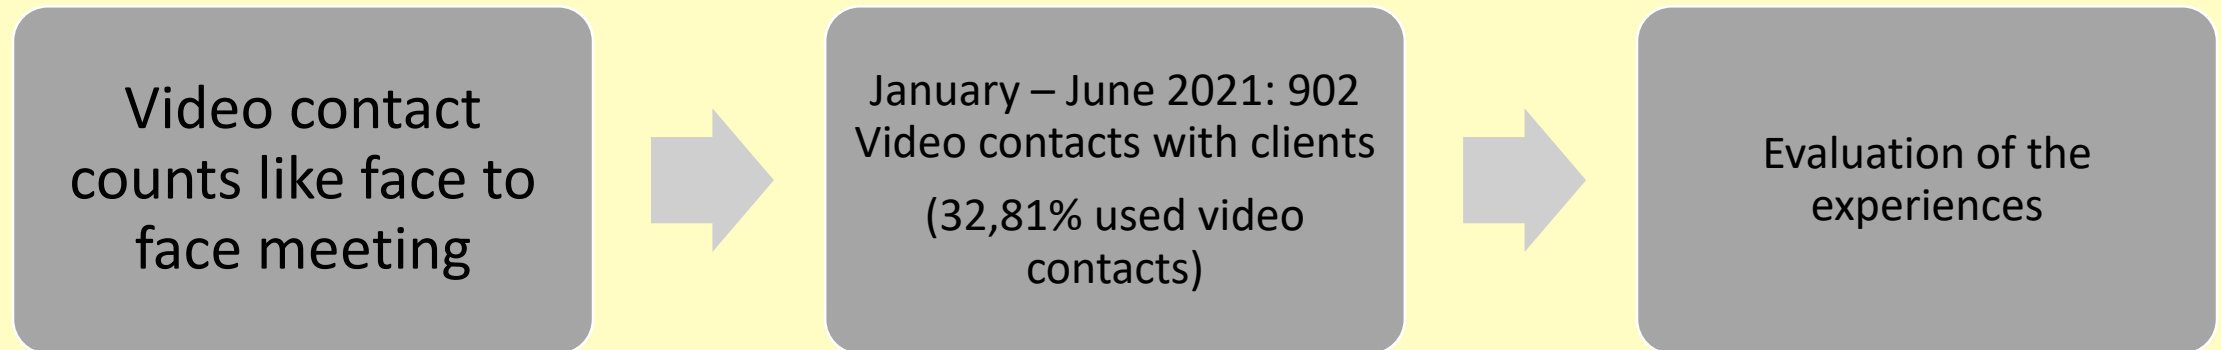 Video contact
counts like face to
face meeting
January – June 2021: 902
Video contacts with clients
(32,81% used video
contacts)
Evaluation of the
experiences